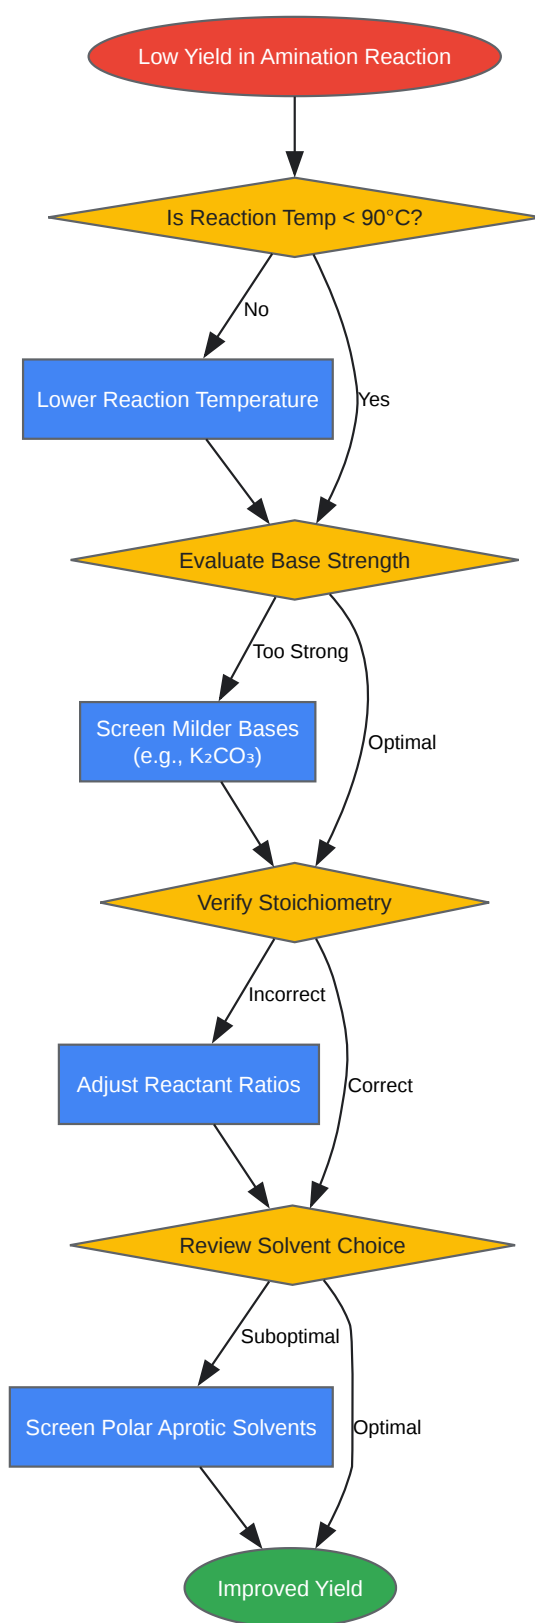 Low Yield in Amination Reaction
Is Reaction Temp < 90°C?
No
Lower Reaction Temperature
Yes
Evaluate Base Strength
Too Strong
Screen Milder Bases
(e.g., K₂CO₃)
Optimal
Verify Stoichiometry
Incorrect
Adjust Reactant Ratios
Correct
Review Solvent Choice
Suboptimal
Screen Polar Aprotic Solvents
Optimal
Improved Yield